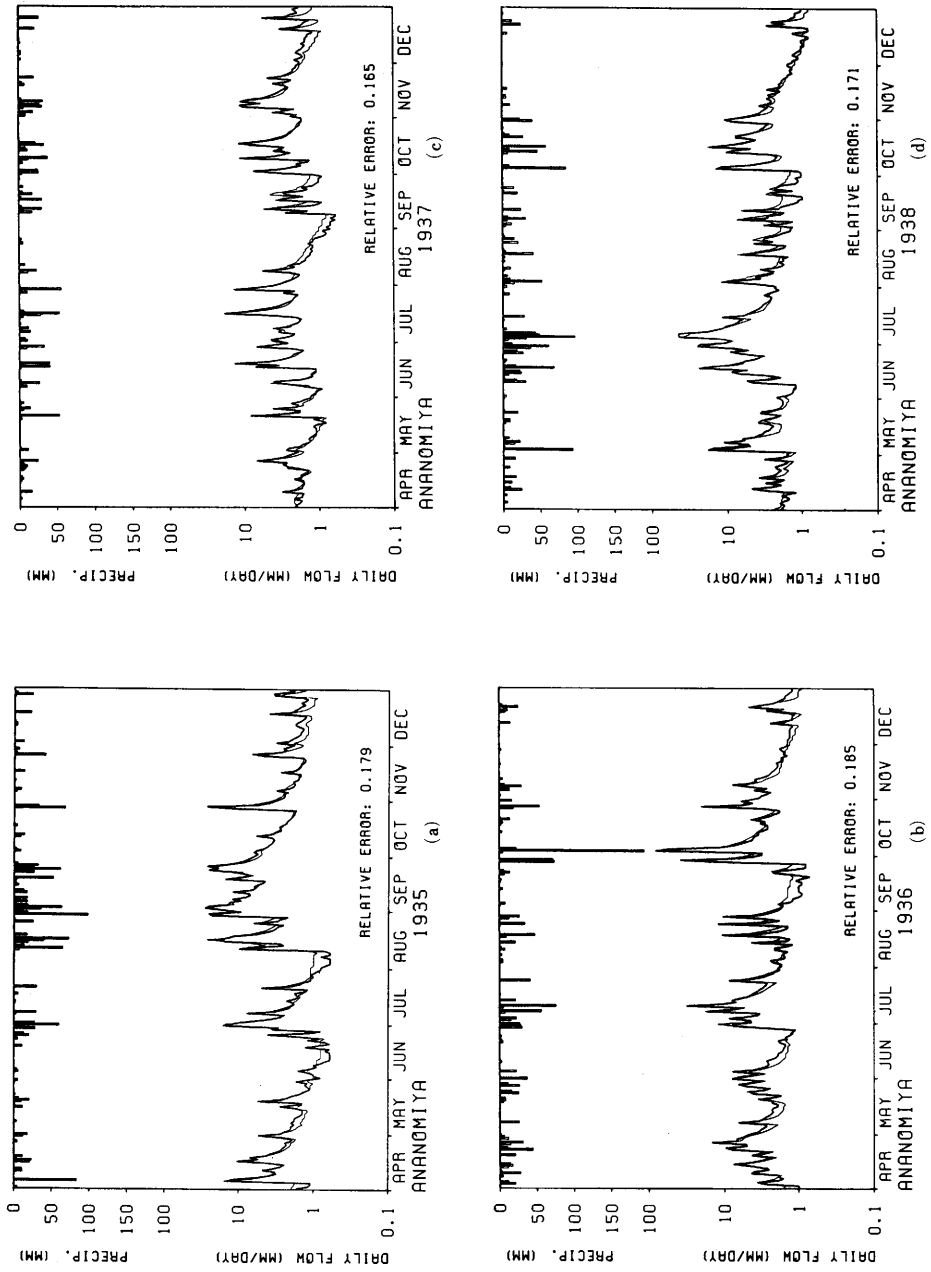 0
50
100
150
10
1
0.1
PRECIP. (MM)
DAILY FLOW (MM/DAY)
RELATIVE ERROR: 0.179
APR MAY JUN JUL AUG SEP OCT NOV DEC
ANANOMIYA 1935
(a)
0
50
100
150
10
1
0.1
PRECIP. (MM)
DAILY FLOW (MM/DAY)
RELATIVE ERROR: 0.185
APR MAY JUN JUL AUG SEP OCT NOV DEC
ANANOMIYA 1936
(b)
0
50
100
150
10
1
0.1
PRECIP. (MM)
DAILY FLOW (MM/DAY)
RELATIVE ERROR: 0.165
APR MAY JUN JUL AUG SEP OCT NOV DEC
ANANOMIYA 1937
(c)
0
50
100
150
10
1
0.1
PRECIP. (MM)
DAILY FLOW (MM/DAY)
RELATIVE ERROR: 0.171
APR MAY JUN JUL AUG SEP OCT NOV DEC
ANANOMIYA 1938
(d)